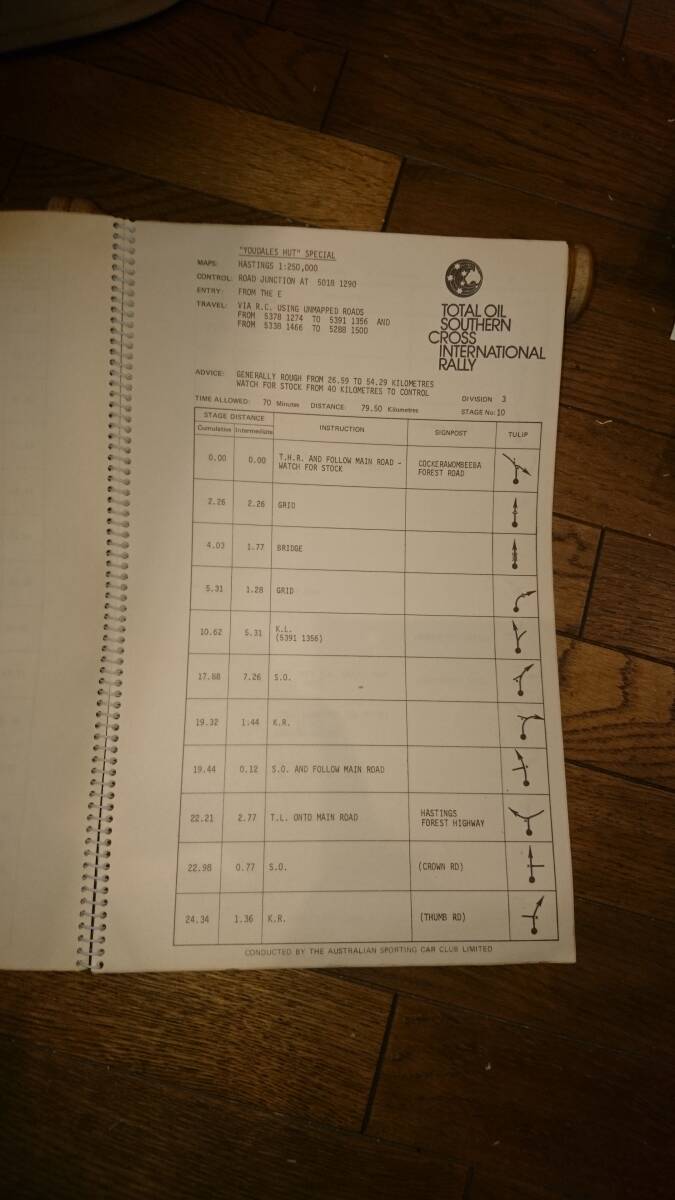 "YOUDALES HUT" SPECIAL
MAPS: HASTINGS 1:250,000
CONTROL: ROAD JUNCTION AT 5018 1290
ENTRY: FROM THE E
TRAVEL: VIA R.C. USING UNMAPPED ROADS
FROM 5378 1274 TO 5391 1356 AND
FROM 5338 1466 TO 5288 1500
TOTAL OIL
SOUTHERN
CROSS
INTERNATIONAL
RALLY
ADVICE: GENERALLY ROUGH FROM 26.59 TO 54.29 KILOMETRES
WATCH FOR STOCK FROM 40 KILOMETRES TO CONTROL
DIVISION 3
TIME ALLOWED: 70 Minutes DISTANCE: 79.50 Kilometres STAGE No: 10
STAGE DISTANCE INSTRUCTION SIGNPOST TULIP
Cumulative Intermediate
0.00 0.00 T.H.R. AND FOLLOW MAIN ROAD - COCKERAWOMBEEBA
WATCH FOR STOCK FOREST ROAD
2.26 2.26 GRID
4.03 1.77 BRIDGE
5.31 1.28 GRID
10.62 5.31 K.L.
(5391 1356)
17.88 7.26 S.O.
19.32 1.44 K.R.
19.44 0.12 S.O. AND FOLLOW MAIN ROAD
22.21 2.77 T.L. ONTO MAIN ROAD HASTINGS
FOREST HIGHWAY
22.98 0.77 S.O. (CROWN RD)
24.34 1.36 K.R. (THUMB RD)
CONDUCTED BY THE AUSTRALIAN SPORTING CAR CLUB LIMITED